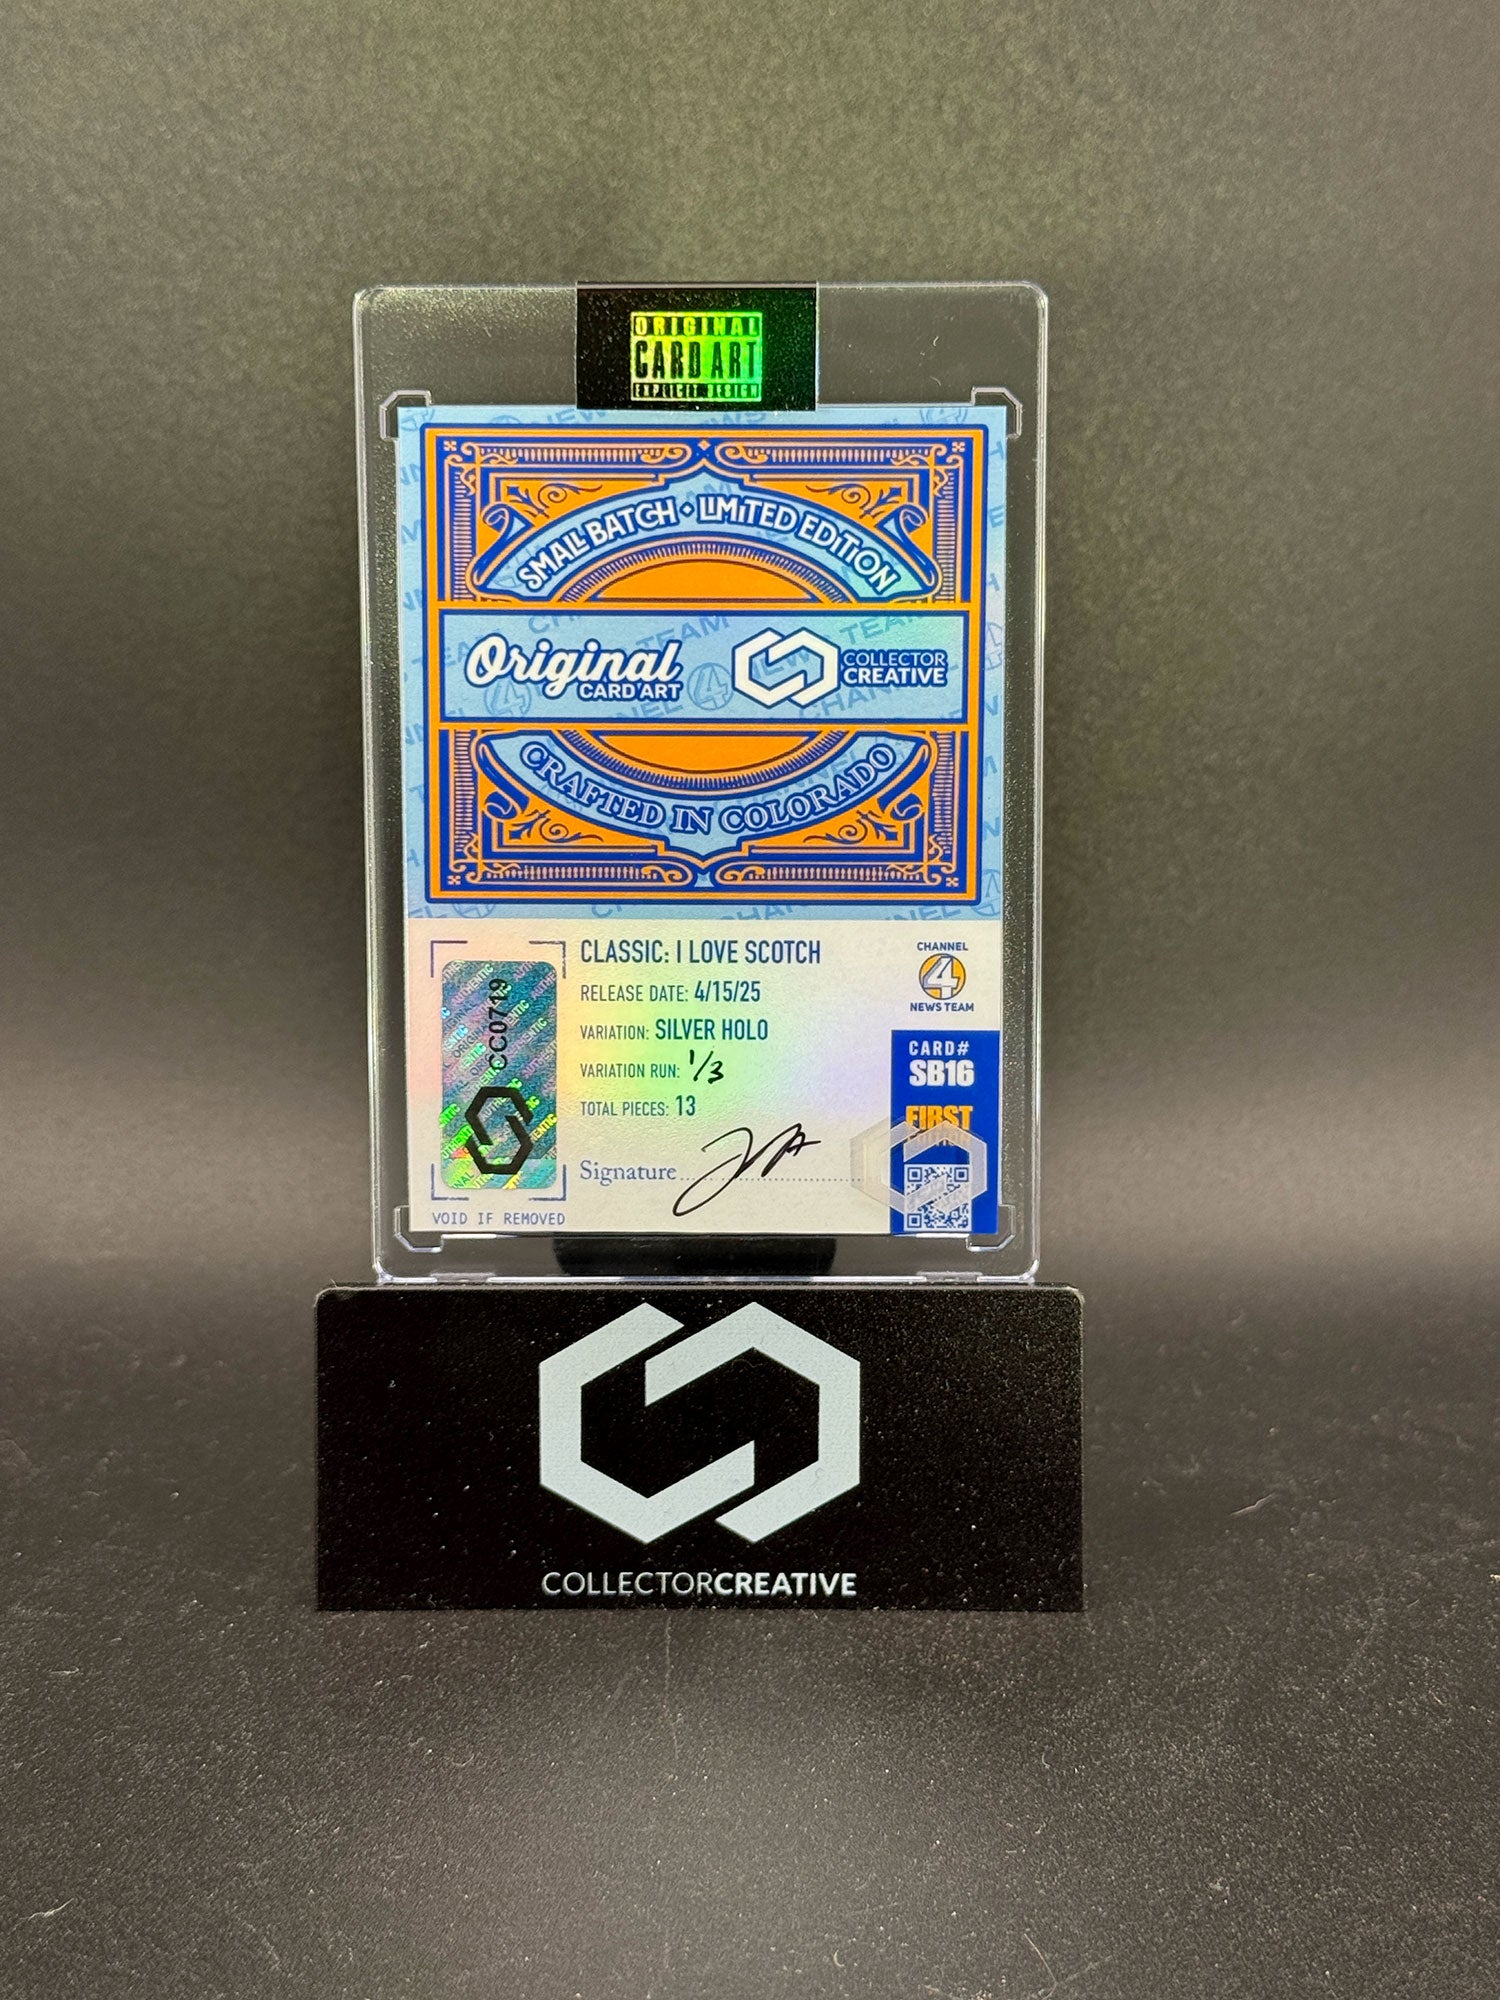 ORIGINAL
CARD ART
EXPLICIT DESIGN
SMALL BATCH • LIMITED EDITION
Original
CARD ART
COLLECTOR
CREATIVE
CRAFTED IN COLORADO
CLASSIC: I LOVE SCOTCH
RELEASE DATE: 4/15/25
VARIATION: SILVER HOLO
VARIATION RUN: 1/3
TOTAL PIECES: 13
Signature
CC0719
VOID IF REMOVED
CHANNEL
4
NEWS TEAM
CARD#
SB16
FIRST
EDITION
COLLECTORCREATIVE